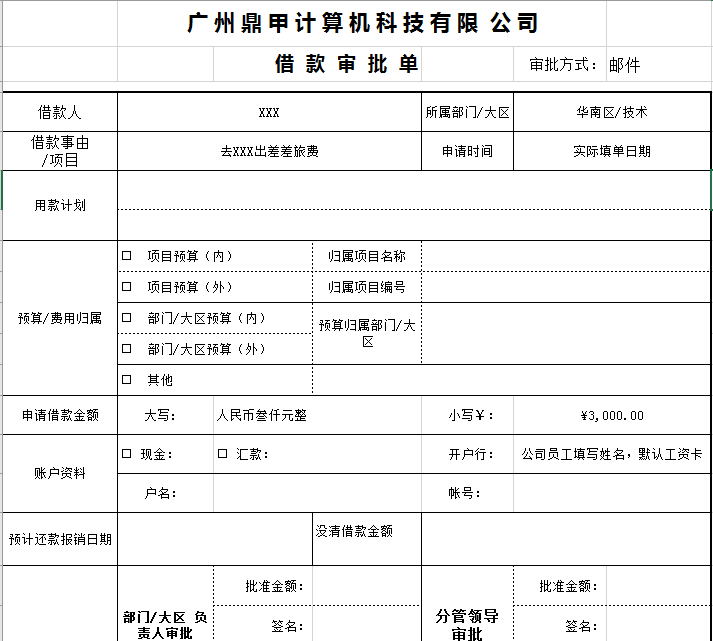 广州鼎甲计算机科技有限公司
借款审批单
审批方式：邮件
借款人 XXX 所属部门/大区 华南区/技术
借款事由
/项目 去XXX出差差旅费 申请时间 实际填单日期
用款计划
预算/费用归属
□ 项目预算（内） 归属项目名称
□ 项目预算（外） 归属项目编号
□ 部门/大区预算（内） 预算归属部门/大
区
□ 部门/大区预算（外）
□ 其他
申请借款金额 大写： 人民币叁仟元整 小写￥： ¥3,000.00
账户资料
□ 现金： □ 汇款： 开户行： 公司员工填写姓名，默认工资卡
户名： 帐号：
预计还款报销日期 没清借款金额
部门/大区 负
责人审批
批准金额：
签名：
分管领导
审批
批准金额：
签名：